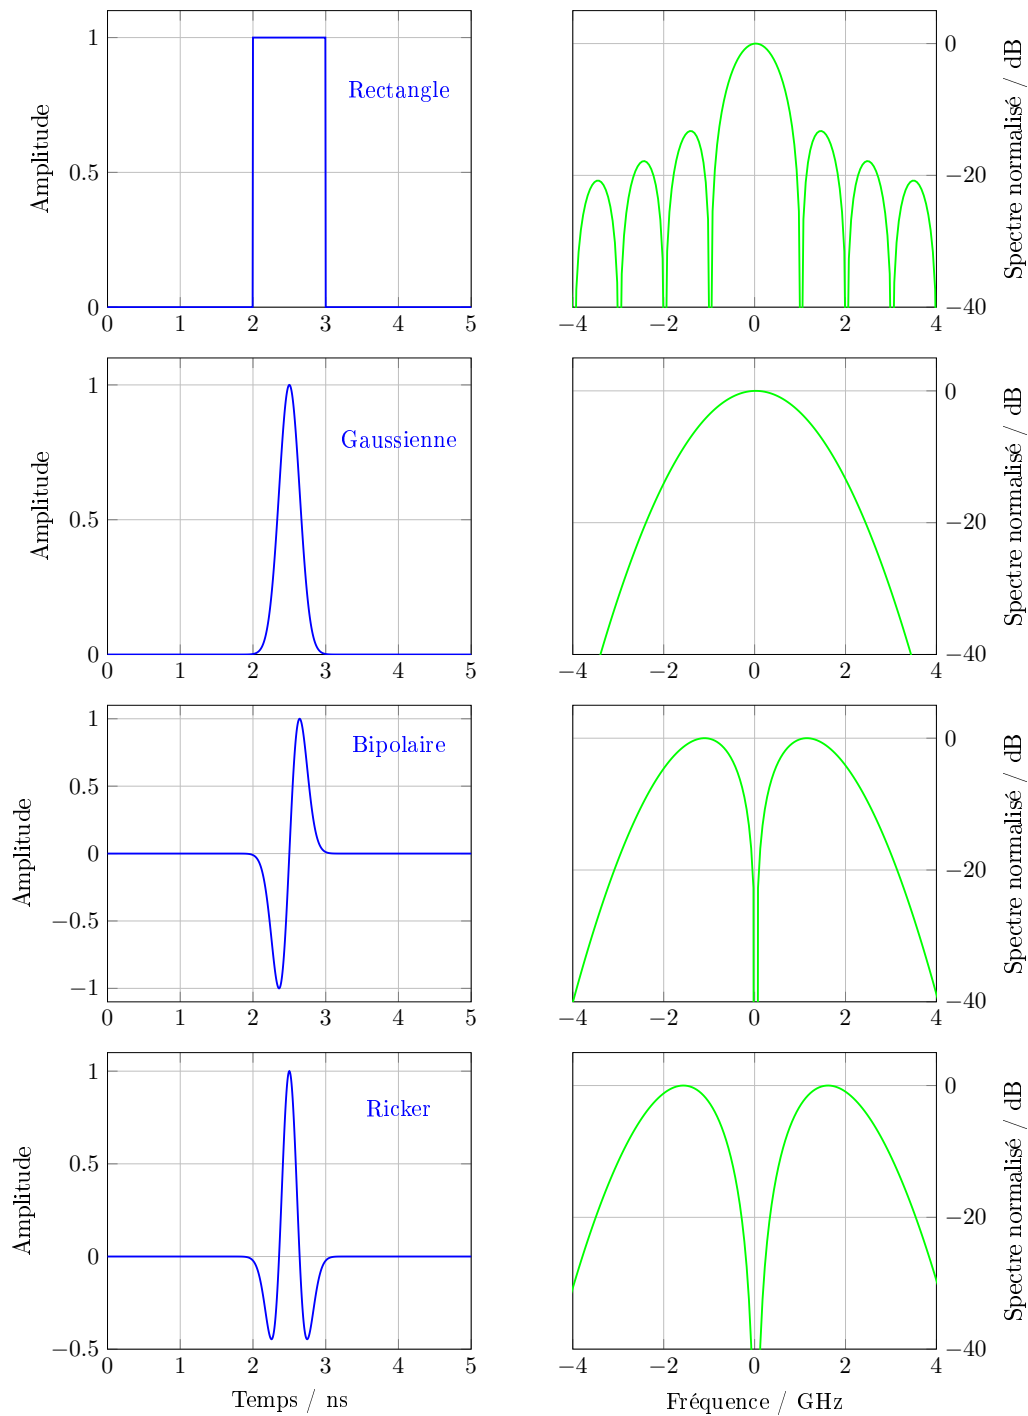 1
0.5
0
Amplitude
Rectangle
0 1 2 3 4 5
0
−20
−40
Spectre normalisé / dB
−4 −2 0 2 4
1
0.5
0
Amplitude
Gaussienne
0 1 2 3 4 5
0
−20
−40
Spectre normalisé / dB
−4 −2 0 2 4
1
0.5
0
−0.5
−1
Amplitude
Bipolaire
0 1 2 3 4 5
0
−20
−40
Spectre normalisé / dB
−4 −2 0 2 4
1
0.5
0
−0.5
Amplitude
Ricker
0 1 2 3 4 5
Temps / ns
0
−20
−40
Spectre normalisé / dB
−4 −2 0 2 4
Fréquence / GHz